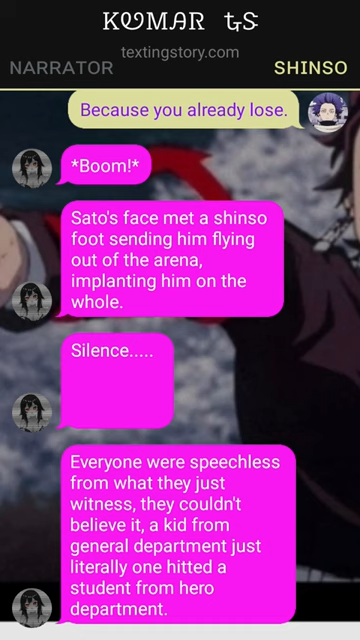 KᘎMAR ԎS
textingstory.com
NARRATOR SHINSO
Because you already lose.
*Boom!*
Sato's face met a shinso
foot sending him flying
out of the arena,
implanting him on the
whole.
Silence.....
Everyone were speechless
from what they just
witness, they couldn't
believe it, a kid from
general department just
literally one hitted a
student from hero
department.